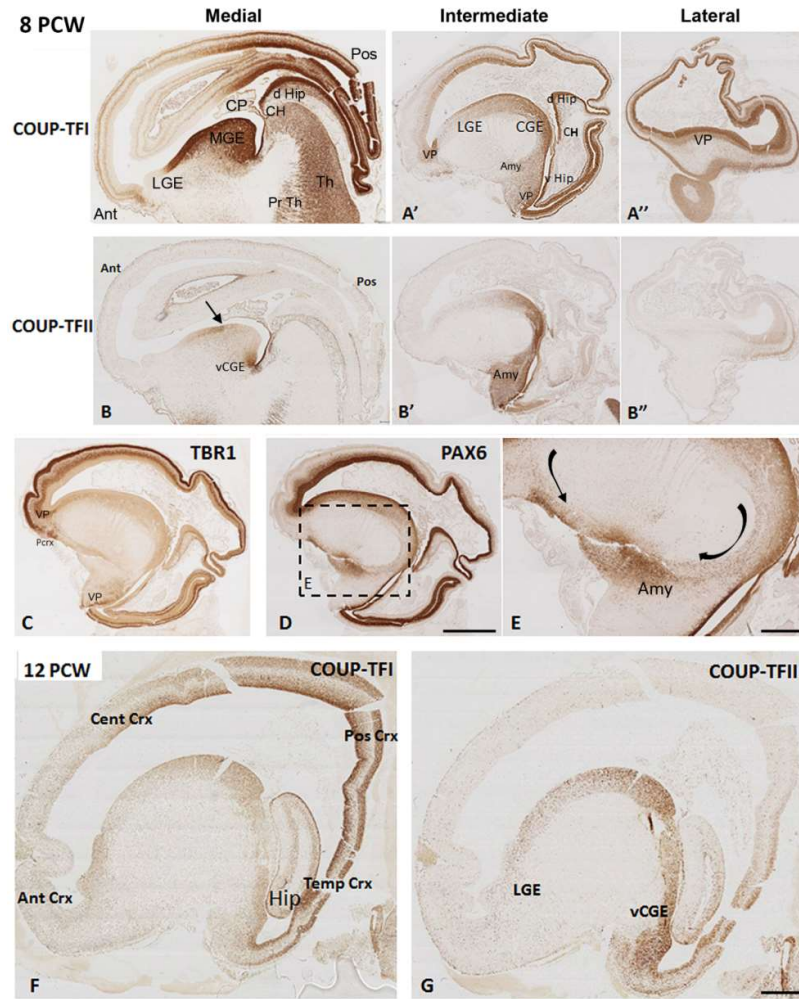 8 PCW
Medial Intermediate Lateral
COUP-TFI
Pos
d Hip
CP
CH
MGE
LGE
Th
Pr Th
Ant
d Hip
LGE CGE
CH
VP
Amy
v Hip
VP
A'
VP
A''
COUP-TFII
Ant
Pos
vCGE
B
Amy
B'
B''
TBR1
VP
Pcrx
VP
C
PAX6
E
D
Amy
E
12 PCW
COUP-TFI
Cent Crx
Pos Crx
Temp Crx
Hip
Ant Crx
F
COUP-TFII
LGE
vCGE
G